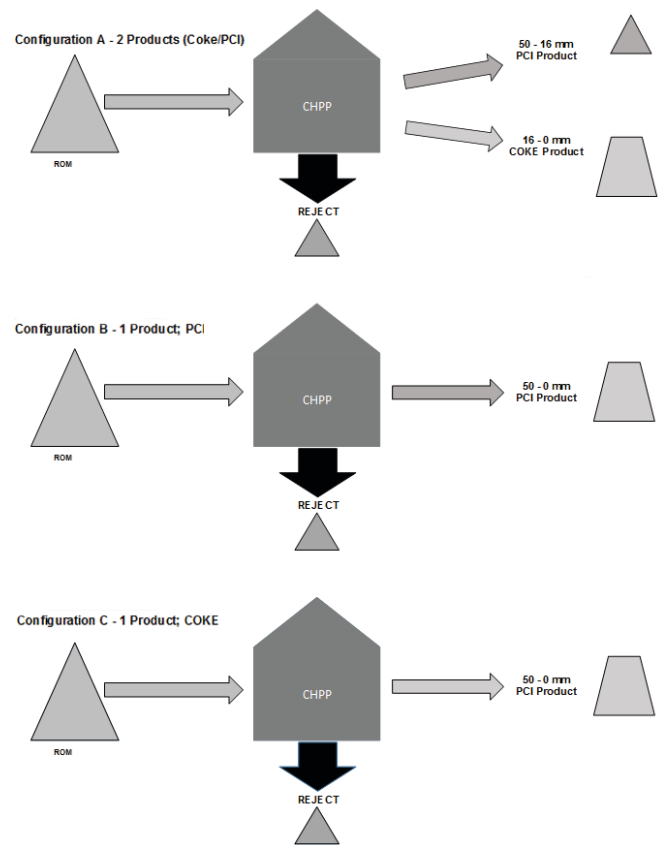 Configuration A - 2 Products (Coke/PCI)
50 - 16 mm
PCI Product
CHPP
16 - 0 mm
COKE Product
ROM
REJECT
Configuration B - 1 Product; PCI
50 - 0 mm
PCI Product
CHPP
ROM
REJECT
Configuration C - 1 Product; COKE
50 - 0 mm
PCI Product
CHPP
ROM
REJECT